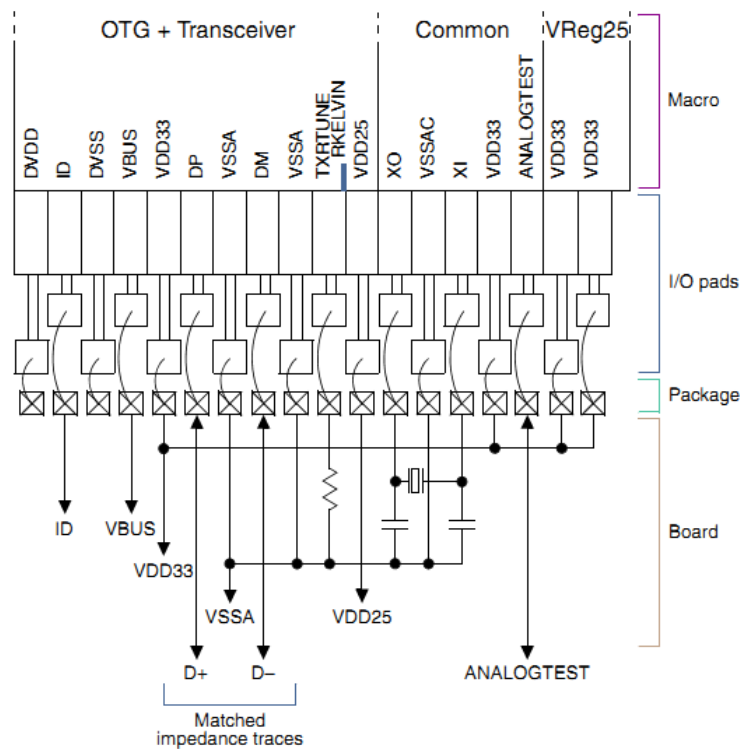 OTG + Transceiver
Common
VReg25
Macro
DVDD
ID
DVSS
VBUS
VDD33
DP
VSSA
DM
VSSA
TXRTUNE
RKELVIN
VDD25
XO
VSSAC
XI
VDD33
ANALOGTEST
VDD33
VDD33
I/O pads
Package
Board
ID
VBUS
VDD33
VSSA
VDD25
D+
D–
ANALOGTEST
Matched
impedance traces